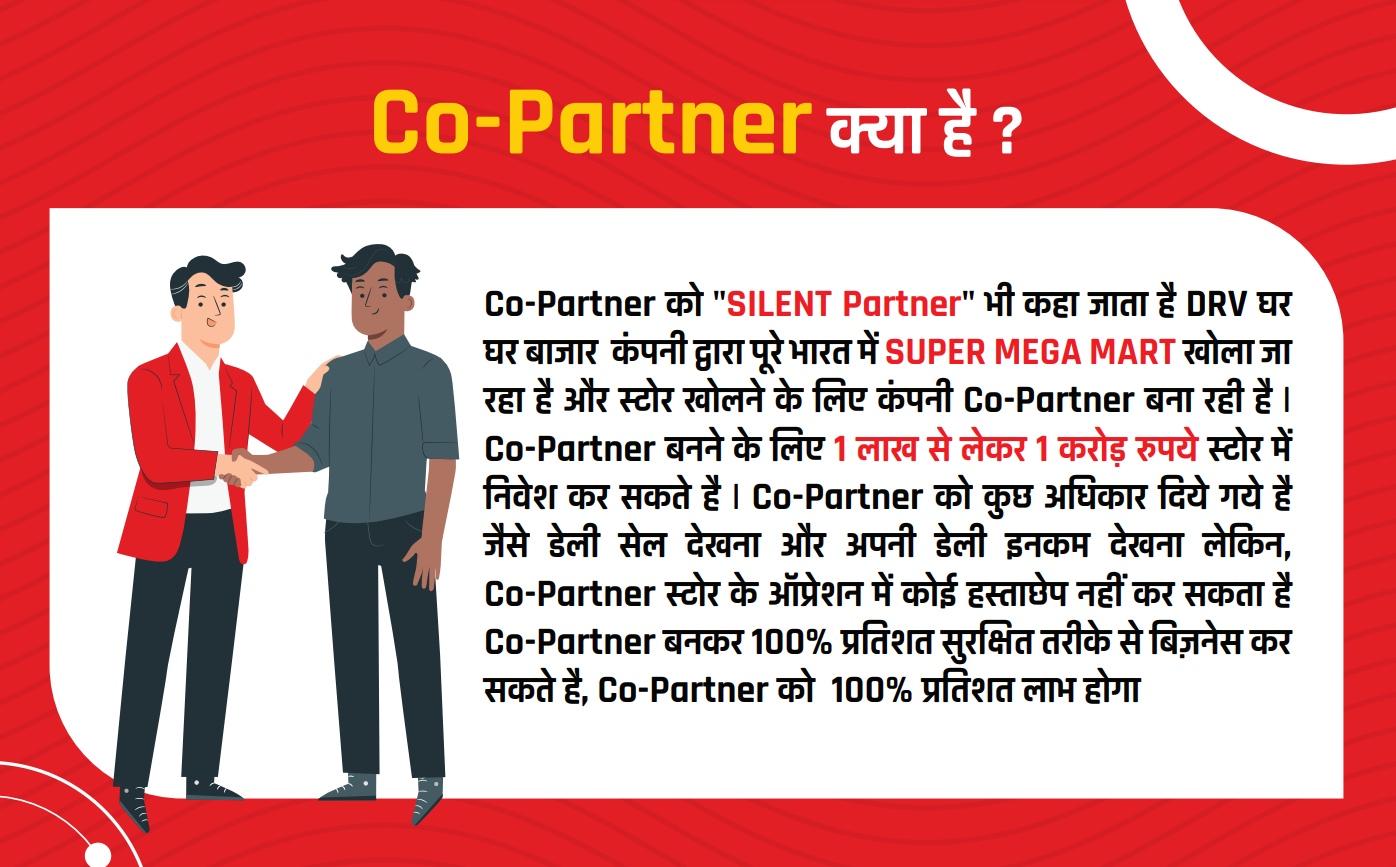 Co-Partner क्या है ?
Co-Partner को "SILENT Partner" भी कहा जाता है DRV घर
घर बाजार कंपनी द्वारा पूरे भारत में SUPER MEGA MART खोला जा
रहा है और स्टोर खोलने के लिए कंपनी Co-Partner बना रही है |
Co-Partner बनने के लिए 1 लाख से लेकर 1 करोड़ रुपये स्टोर में
निवेश कर सकते है | Co-Partner को कुछ अधिकार दिये गये है
जैसे डेली सेल देखना और अपनी डेली इनकम देखना लेकिन,
Co-Partner स्टोर के ऑप्रेशन में कोई हस्ताछेप नहीं कर सकता है
Co-Partner बनकर 100% प्रतिशत सुरक्षित तरीके से बिज़नेस कर
सकते है, Co-Partner को 100% प्रतिशत लाभ होगा